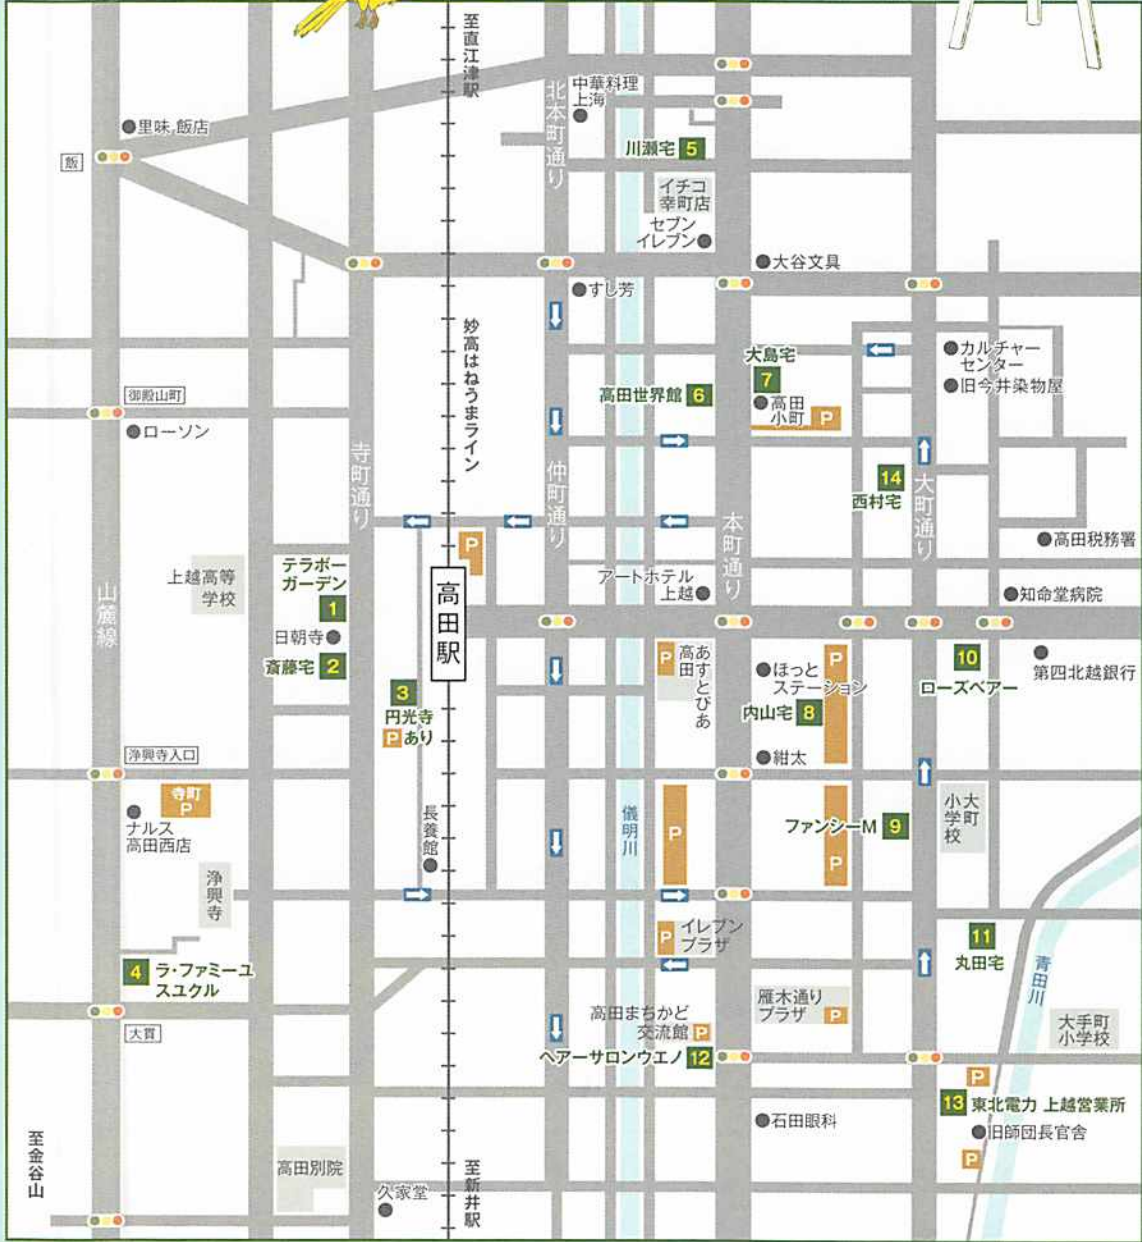 至直江津駅
北本町通り
中華料理
上海
里味 飯店
飯
川瀬宅 5
イチコ
幸町店
セブン
イレブン
大谷文具
すし芳
妙高はねうまライン
カルチャー
センター
旧今井染物屋
大島宅
7
高田
小町
P
高田世界館 6
御殿山町
ローソン
寺町通り
仲町通り
14
西村宅
大町通り
本町通り
高田税務署
P
テラボー
ガーデン
1
上越高等
学校
山麓線
高田駅
アートホテル
上越
知命堂病院
日朝寺
斎藤宅 2
3
円光寺
P あり
P
高田
あすとぴあ
P
ほっと
ステーション
内山宅 8
10
ローズベアー
第四北越銀行
浄興寺入口
紺太
寺町
P
ナルス
高田西店
長養館
儀明川
P
P
ファンシーM 9
大町
小学校
浄興寺
P
イレブン
プラザ
11
丸田宅
青田川
4 ラ・ファミーユ
スユクル
大貫
高田まちかど
交流館 P
雁木通り
プラザ P
大手町
小学校
ヘアーサロンウエノ 12
P
13 東北電力 上越営業所
石田眼科
旧師団長官舎
P
至金谷山
高田別院
久家堂
至新井駅